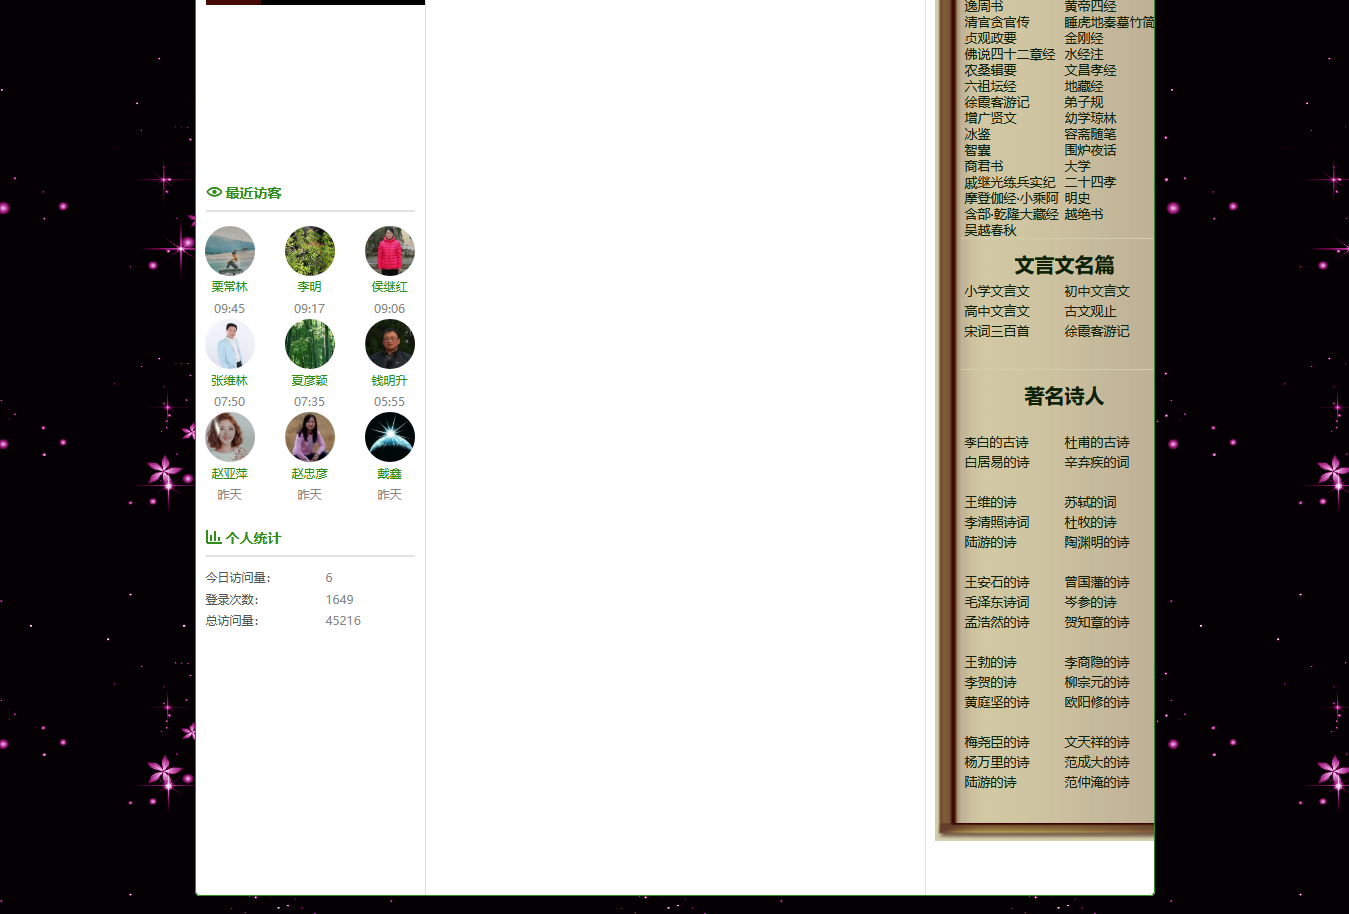 最近访客
栗常林 李明 侯继红
09:45 09:17 09:06
张维林 夏彦颖 钱明升
07:50 07:35 05:55
赵亚萍 赵忠彦 戴鑫
昨天 昨天 昨天
个人统计
今日访问量: 6
登录次数: 1649
总访问量: 45216
逸周书 黄帝四经
清官贪官传 睡虎地秦墓竹简
贞观政要 金刚经
佛说四十二章经 水经注
农桑辑要 文昌孝经
六祖坛经 地藏经
徐霞客游记 弟子规
增广贤文 幼学琼林
冰鉴 容斋随笔
智囊 围炉夜话
商君书 大学
戚继光练兵实纪 二十四孝
摩登伽经·小乘阿 明史
含部·乾隆大藏经 越绝书
吴越春秋
文言文名篇
小学文言文 初中文言文
高中文言文 古文观止
宋词三百首 徐霞客游记
著名诗人
李白的古诗 杜甫的古诗
白居易的诗 辛弃疾的词
王维的诗 苏轼的词
李清照诗词 杜牧的诗
陆游的诗 陶渊明的诗
王安石的诗 曾国藩的诗
毛泽东诗词 岑参的诗
孟浩然的诗 贺知章的诗
王勃的诗 李商隐的诗
李贺的诗 柳宗元的诗
黄庭坚的诗 欧阳修的诗
梅尧臣的诗 文天祥的诗
杨万里的诗 范成大的诗
陆游的诗 范仲淹的诗